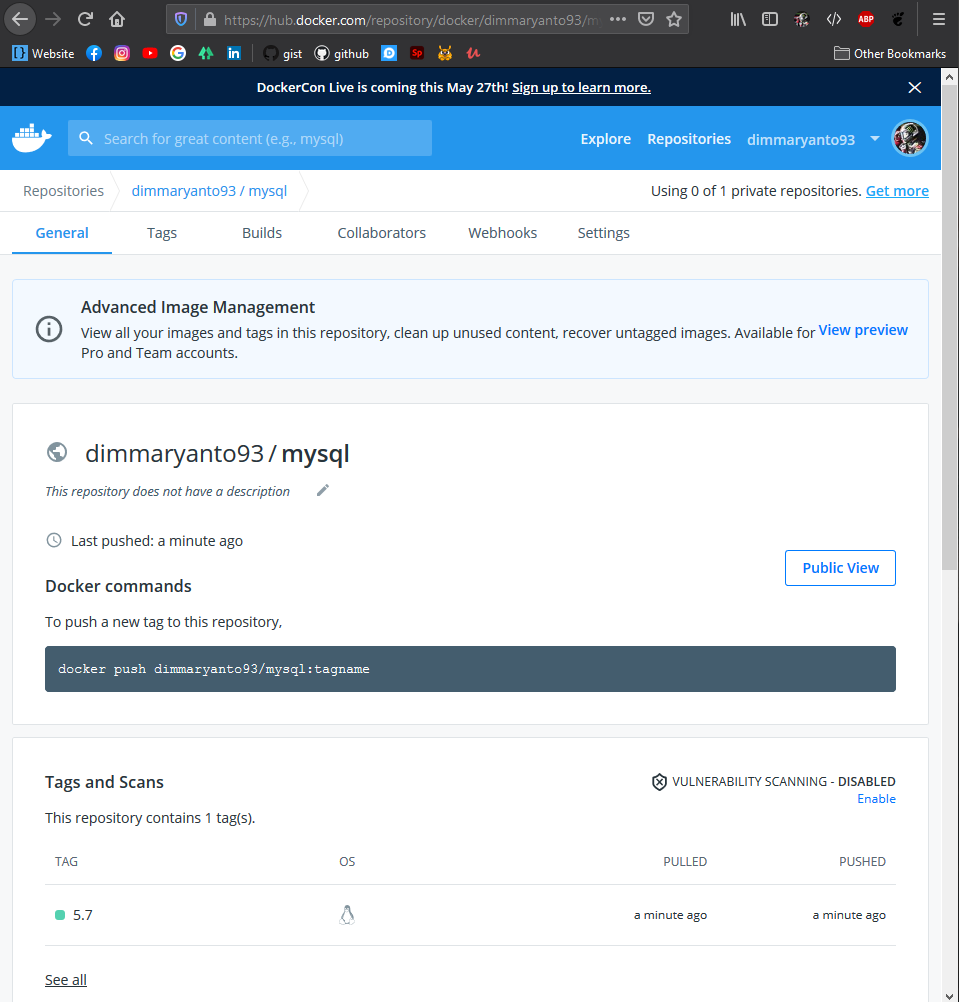 https://hub.docker.com/repository/docker/dimmaryanto93/m
ABP
Website
in
gist
github
Sp
Other Bookmarks
DockerCon Live is coming this May 27th! Sign up to learn more.
Search for great content (e.g., mysql)
Explore
Repositories
dimmaryanto93
Repositories
dimmaryanto93 / mysql
Using 0 of 1 private repositories. Get more
General
Tags
Builds
Collaborators
Webhooks
Settings
Advanced Image Management
View all your images and tags in this repository, clean up unused content, recover untagged images. Available for
Pro and Team accounts.
View preview
dimmaryanto93 / mysql
This repository does not have a description
Last pushed: a minute ago
Public View
Docker commands
To push a new tag to this repository,
docker push dimmaryanto93/mysql:tagname
Tags and Scans
VULNERABILITY SCANNING - DISABLED
Enable
This repository contains 1 tag(s).
TAG OS PULLED PUSHED
5.7 a minute ago a minute ago
See all